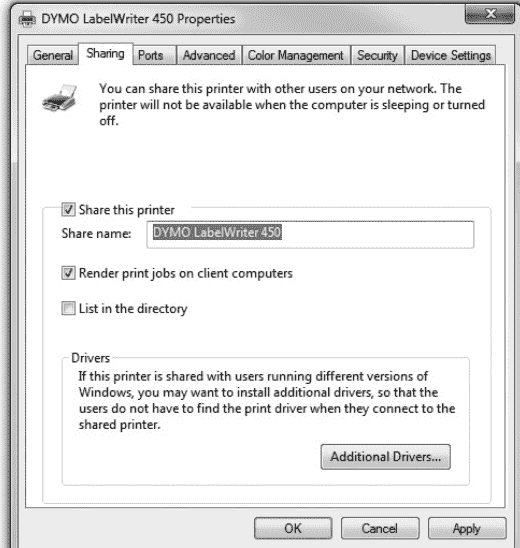 DYMO LabelWriter 450 Properties
General Sharing Ports Advanced Color Management Security Device Settings
You can share this printer with other users on your network. The
printer will not be available when the computer is sleeping or turned
off.
Share this printer
Share name: DYMO LabelWriter 450
Render print jobs on client computers
List in the directory
Drivers
If this printer is shared with users running different versions of
Windows, you may want to install additional drivers, so that the
users do not have to find the print driver when they connect to the
shared printer.
Additional Drivers...
OK Cancel Apply